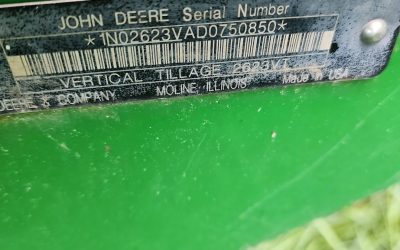 JOHN DEERE Serial Number
*1N02623VAD0750850*
VERTICAL TILLAGE 2623VT
DEERE & COMPANY MOLINE, ILLINOIS MADE IN USA